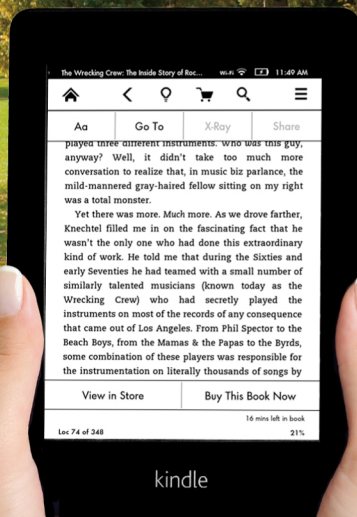 The Wrecking Crew: The Inside Story of Roc... Wi-Fi 11:49 AM
Aa Go To X-Ray Share
played three different instruments. Who was this guy,
anyway? Well, it didn't take too much more
conversation to realize that, in music biz parlance, the
mild-mannered gray-haired fellow sitting on my right
was a total monster.
Yet there was more. Much more. As we drove farther,
Knechtel filled me in on the fascinating fact that he
wasn't the only one who had done this extraordinary
kind of work. He told me that during the Sixties and
early Seventies he had teamed with a small number of
similarly talented musicians (known today as the
Wrecking Crew) who had secretly played the
instruments on most of the records of any consequence
that came out of Los Angeles. From Phil Spector to the
Beach Boys, from the Mamas & the Papas to the Byrds,
some combination of these players was responsible for
the instrumentation on literally thousands of songs by
View in Store Buy This Book Now
16 mins left in book
Loc 74 of 348 21%
kindle